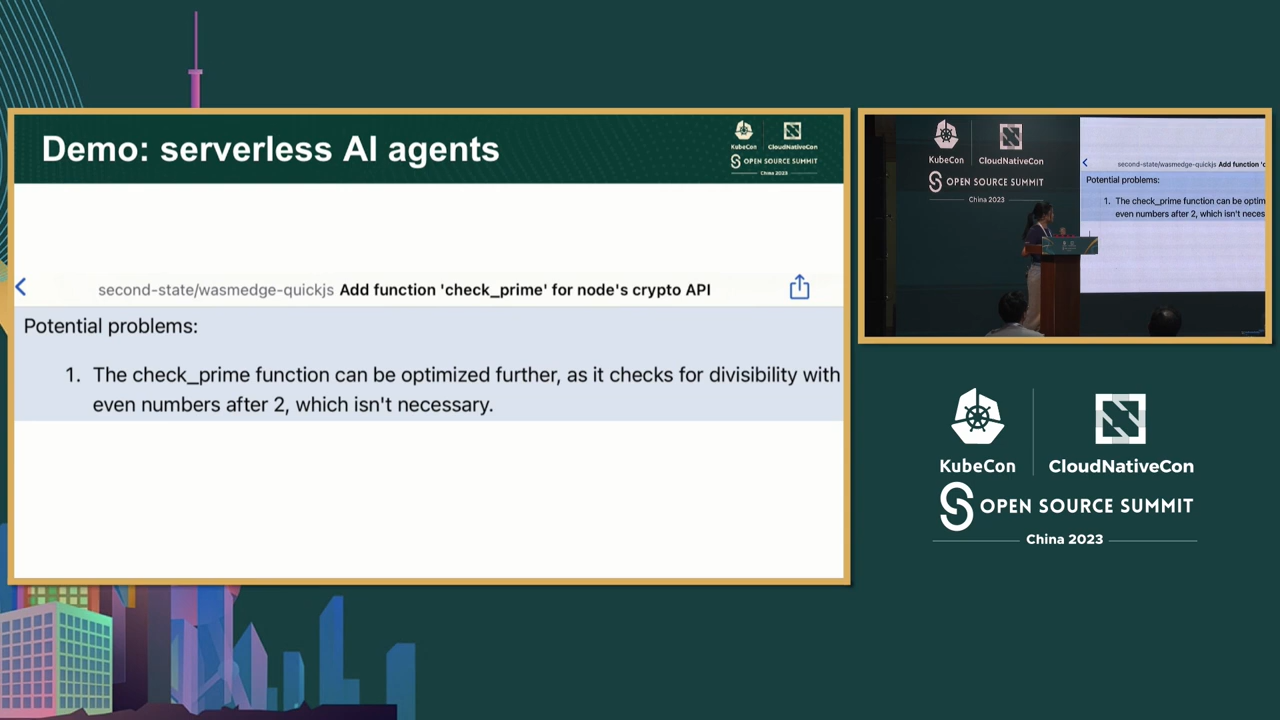 Demo: serverless AI agents
KubeCon
CloudNativeCon
OPEN SOURCE SUMMIT
China 2023
second-state/wasmedge-quickjs Add function 'check_prime' for node's crypto API
Potential problems:
1. The check_prime function can be optimized further, as it checks for divisibility with
even numbers after 2, which isn't necessary.
KubeCon
CloudNativeCon
OPEN SOURCE SUMMIT
China 2023
second-state/wasmedge-quickjs Add function 'c
Potential problems:
1. The check_prime function can be optim
even numbers after 2, which isn't neces
KubeCon
CloudNativeCon
OPEN SOURCE SUMMIT
China 2023